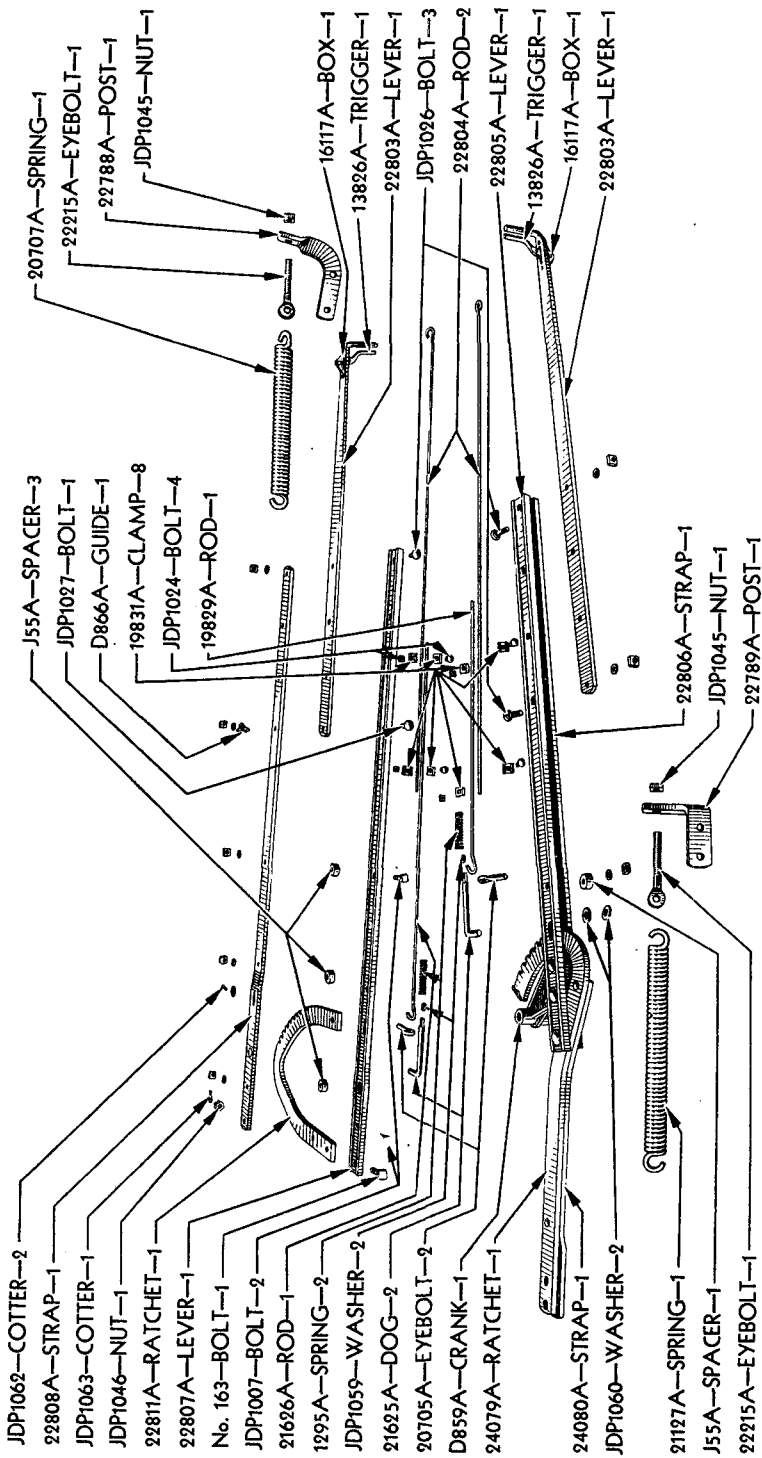 JDP1062—COTTER—2
22808A—STRAP—1
JDP1063—COTTER—1
JDP1046—NUT—1
22811A—RATCHET—1
22807A—LEVER—1
No. 163—BOLT—1
JDP1007—BOLT—2
21626A—ROD—1
1295A—SPRING—2
JDP1059—WASHER—2
21625A—DOG—2
20705A—EYEBOLT—2
D859A—CRANK—1
24079A—RATCHET—1
24080A—STRAP—1
JDP1060—WASHER—2
21127A—SPRING—1
J55A—SPACER—1
22215A—EYEBOLT—1
J55A—SPACER—3
JDP1027—BOLT—1
D866A—GUIDE—1
19831A—CLAMP—8
JDP1024—BOLT—4
19829A—ROD—1
22806A—STRAP—1
JDP1045—NUT—1
22789A—POST—1
20707A—SPRING—1
22215A—EYEBOLT—1
22788A—POST—1
JDP1045—NUT—1
16117A—BOX—1
13826A—TRIGGER—1
22803A—LEVER—1
JDP1026—BOLT—3
22804A—ROD—2
22805A—LEVER—1
13826A—TRIGGER—1
16117A—BOX—1
22803A—LEVER—1